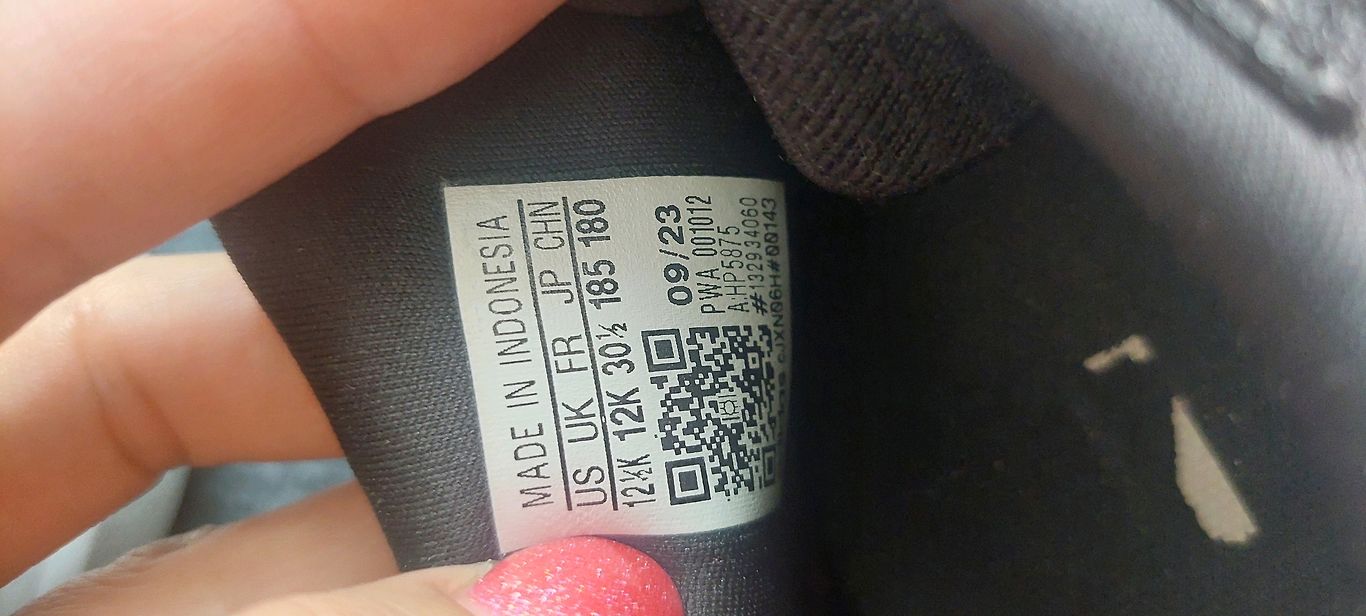 MADE IN INDONESIA
US UK FR JP CHN
12½K 12K 30½ 185 180
09/23
PWA 001012
AHP5875
#132934060